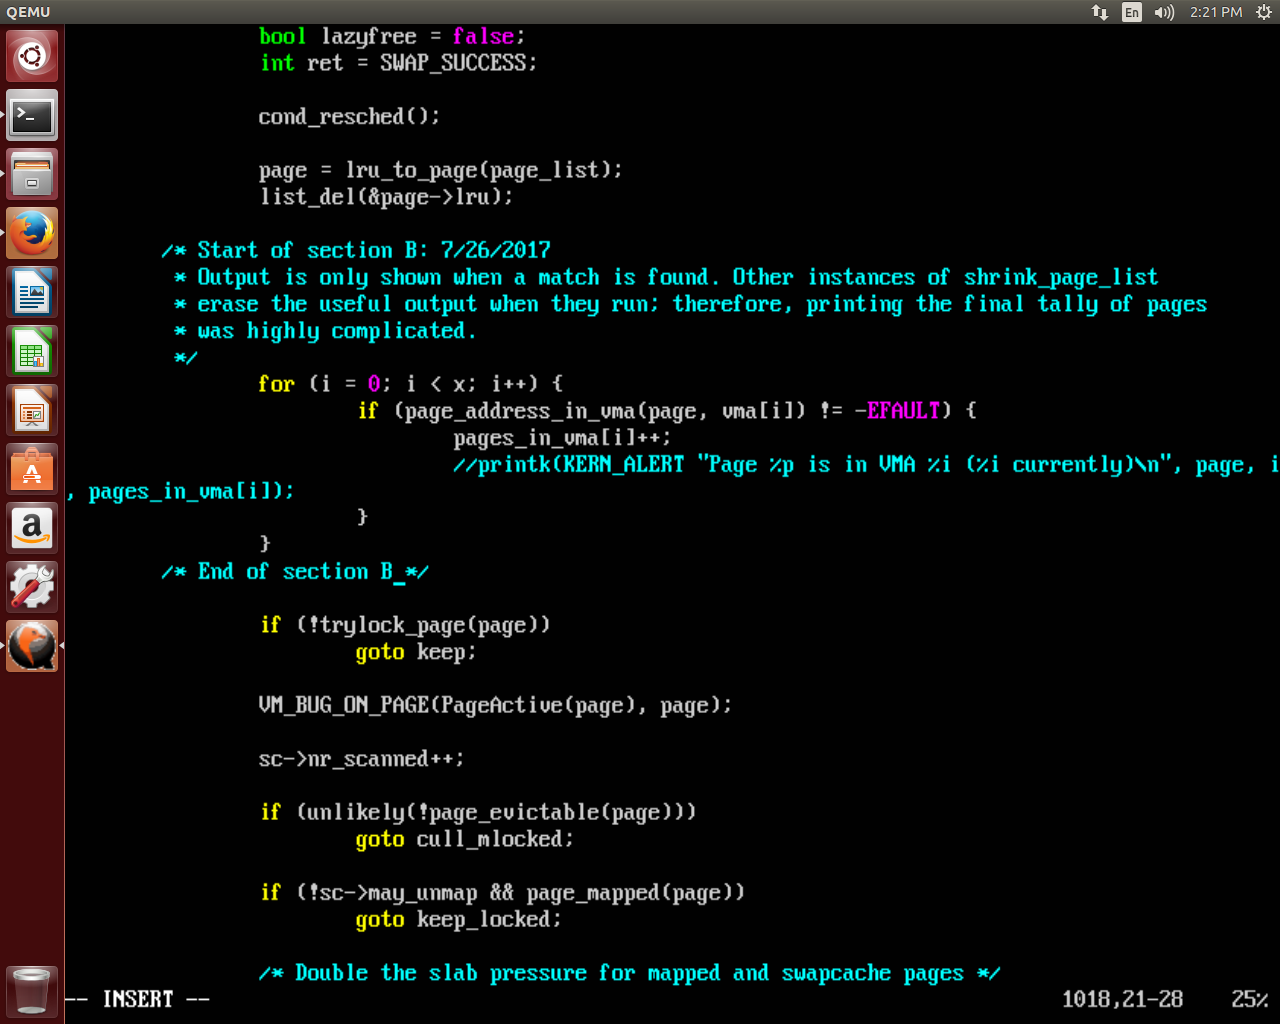 QEMU
En
2:21 PM
bool lazyfree = false;
int ret = SWAP_SUCCESS;
cond_resched();
page = lru_to_page(page_list);
list_del(&page->lru);
/* Start of section B: 7/26/2017
* Output is only shown when a match is found. Other instances of shrink_page_list
* erase the useful output when they run; therefore, printing the final tally of pages
* was highly complicated.
*/
for (i = 0; i < x; i++) {
if (page_address_in_vma(page, vma[i]) != -EFAULT) {
pages_in_vma[i]++;
//printk(KERN_ALERT "Page %p is in VMA %i (%i currently)\n", page, i
, pages_in_vma[i]);
}
}
/* End of section B_*/
if (!trylock_page(page))
goto keep;
VM_BUG_ON_PAGE(PageActive(page), page);
sc->nr_scanned++;
if (unlikely(!page_evictable(page)))
goto cull_mlocked;
if (!sc->may_unmap && page_mapped(page))
goto keep_locked;
/* Double the slab pressure for mapped and swapcache pages */
-- INSERT -- 1018,21-28 25%